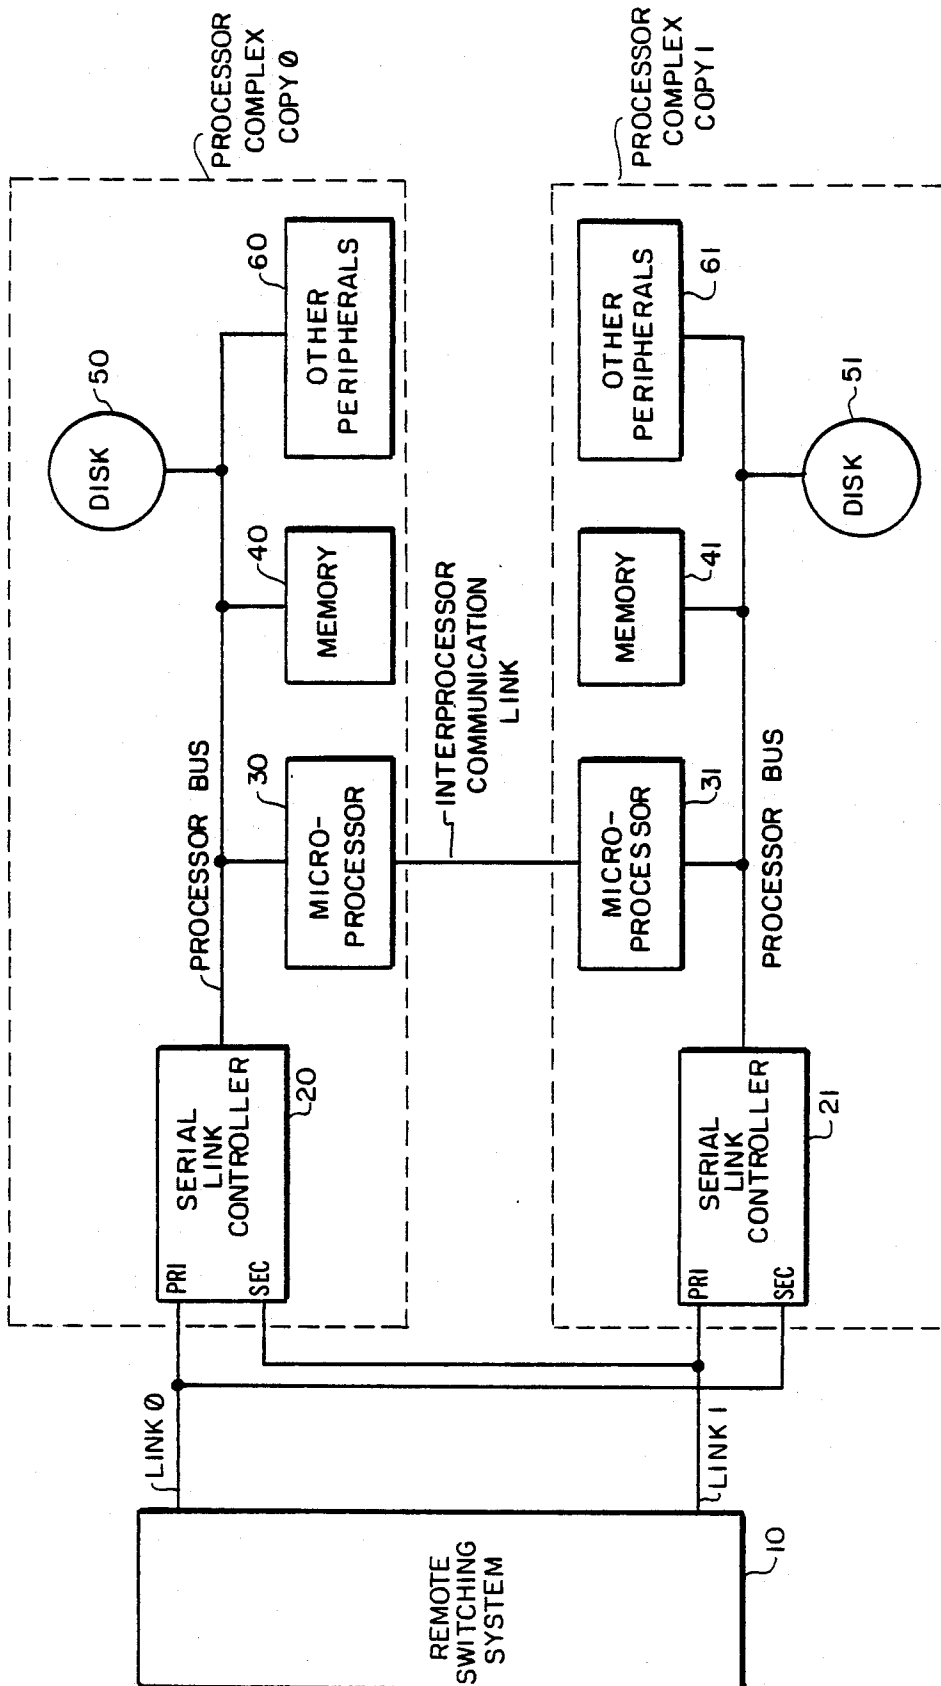 PROCESSOR
COMPLEX
COPY 0
50
DISK
60
OTHER
PERIPHERALS
40
MEMORY
PROCESSOR BUS
30
MICRO-
PROCESSOR
SERIAL
LINK
CONTROLLER
PRI
SEC
20
INTERPROCESSOR
COMMUNICATION
LINK
PROCESSOR
COMPLEX
COPY 1
OTHER
PERIPHERALS
61
MEMORY
41
DISK
51
MICRO-
PROCESSOR
31
PROCESSOR BUS
SERIAL
LINK
CONTROLLER
PRI
SEC
21
LINK 0
LINK 1
REMOTE
SWITCHING
SYSTEM
10